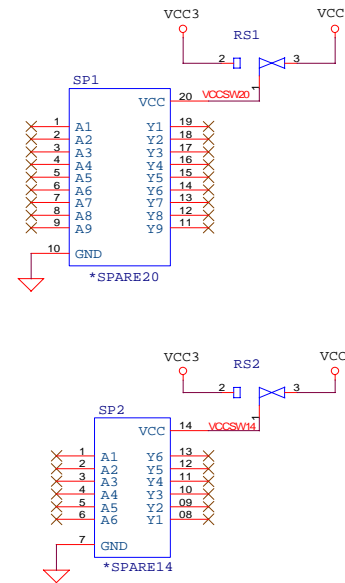 VCC3 VCC
RS1
2 3
1
SP1
VCC 20 VCCSW20
1 A1 Y1 19
2 A2 Y2 18
3 A3 Y3 17
4 A4 Y4 16
5 A5 Y5 15
6 A6 Y6 14
7 A7 Y7 13
8 A8 Y8 12
9 A9 Y9 11
10 GND
*SPARE20
VCC3 VCC
RS2
2 3
1
SP2
VCC 14 VCCSW14
1 A1 Y6 13
2 A2 Y5 12
3 A3 Y4 11
4 A4 Y3 10
5 A5 Y2 09
6 A6 Y1 08
7 GND
*SPARE14